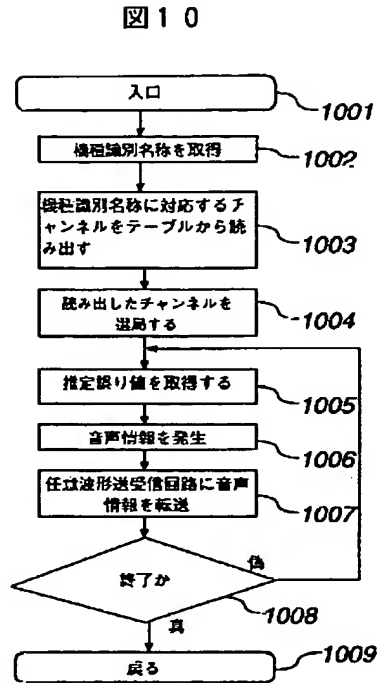 図10
入口
1001
機種識別名称を取得
1002
機種識別名称に対応するチ
ャンネルをテーブルから読
み出す
1003
読み出したチャンネルを
選局する
1004
推定誤り値を取得する
1005
音声情報を発生
1006
任意波形送受信回路に音声
情報を転送
1007
終了か
偽
1008
真
戻る
1009